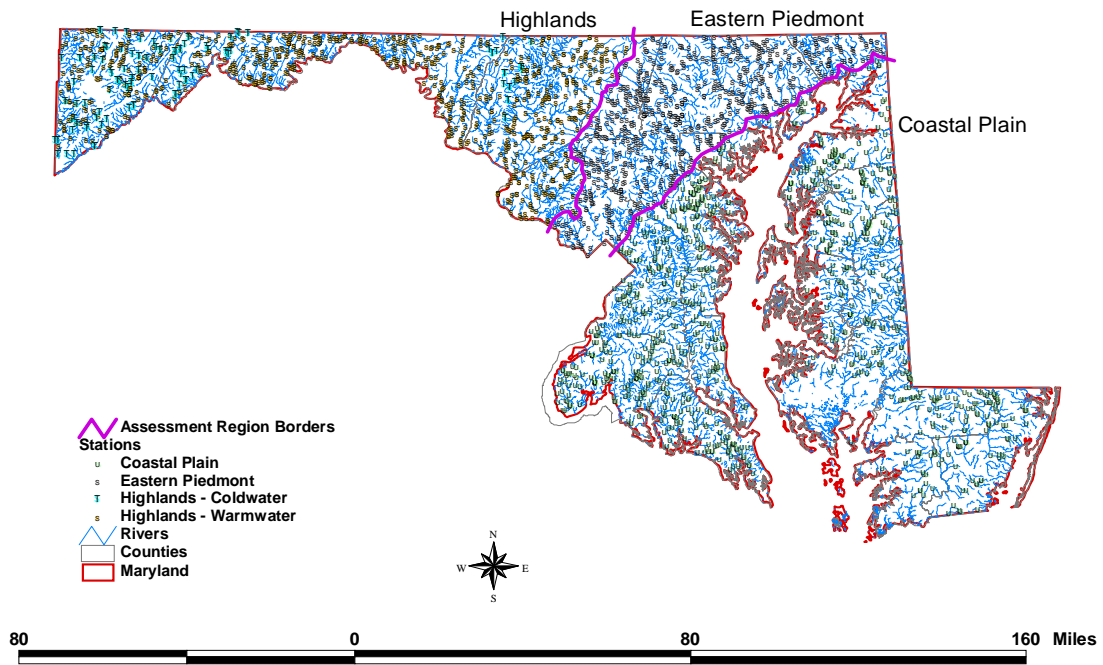 Highlands
Eastern Piedmont
Coastal Plain
Assessment Region Borders
Stations
u Coastal Plain
s Eastern Piedmont
T Highlands - Coldwater
s Highlands - Warmwater
Rivers
Counties
Maryland
N
W E
S
80 0 80 160 Miles